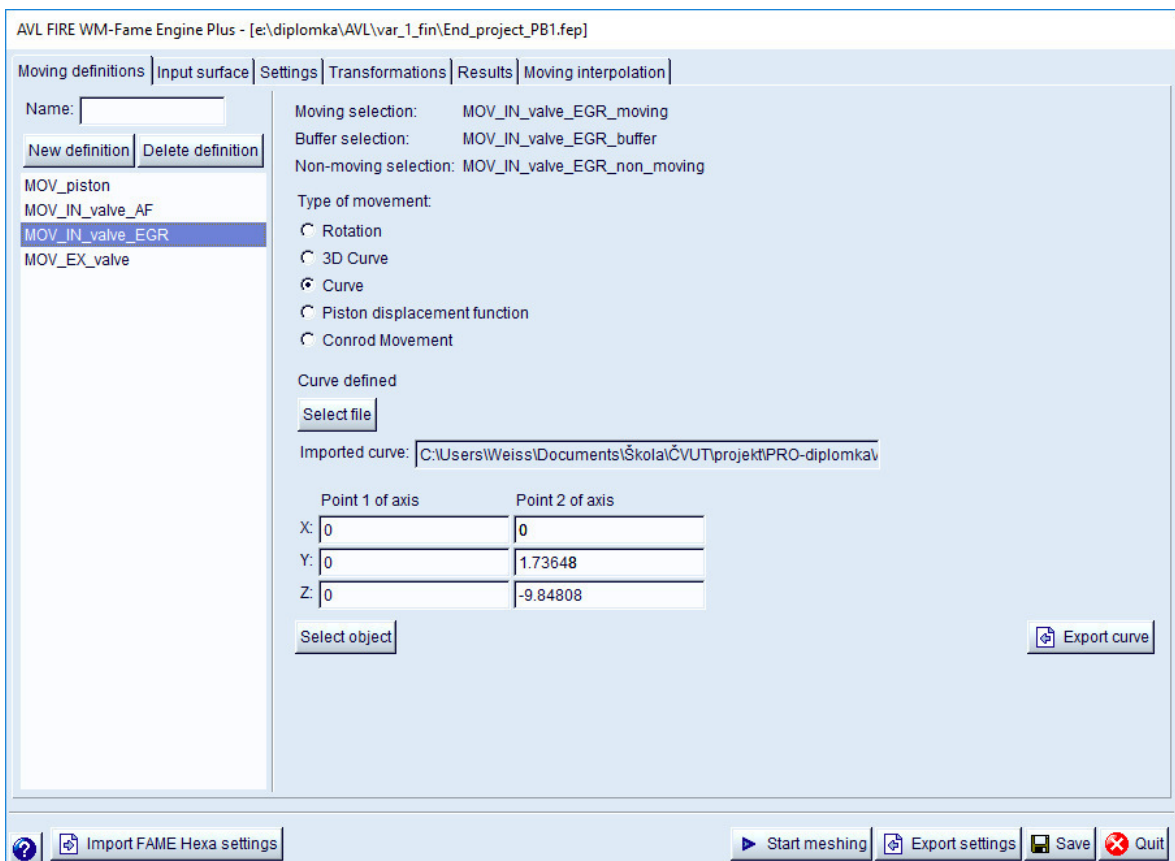 AVL FIRE WM-Fame Engine Plus - [e:\diplomka\AVL\var_1_fin\End_project_PB1.fep]
Moving definitions Input surface Settings Transformations Results Moving interpolation
Name:
New definition Delete definition
MOV_piston
MOV_IN_valve_AF
MOV_IN_valve_EGR
MOV_EX_valve
Moving selection: MOV_IN_valve_EGR_moving
Buffer selection: MOV_IN_valve_EGR_buffer
Non-moving selection: MOV_IN_valve_EGR_non_moving
Type of movement:
Rotation
3D Curve
Curve
Piston displacement function
Conrod Movement
Curve defined
Select file
Imported curve: C:\Users\Weiss\Documents\Škola\ČVUT\projekt\PRO-diplomka\
Point 1 of axis Point 2 of axis
X: 0 0
Y: 0 1.73648
Z: 0 -9.84808
Select object Export curve
Import FAME Hexa settings Start meshing Export settings Save Quit